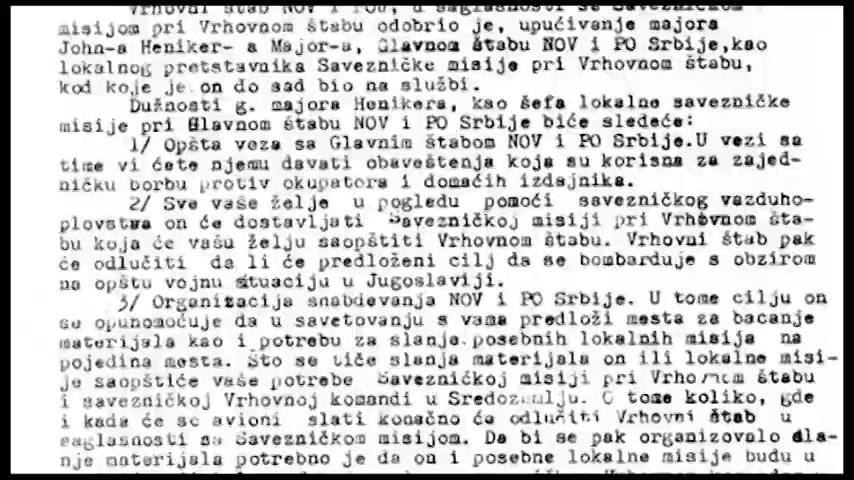 Vrhovni štab NOV i POJ, u saglasnosti sa Savezničkom
misijom pri Vrhovnom štabu odobrio je, upućivanje majora
John-a Heniker- a Major-a, Glavnom štabu NOV i PO Srbije,kao
lokalnog pretstavnika Savezničke misije pri Vrhovnom štabu,
kod koje je on do sad bio na službi.
Dužnosti g. majora Henikera, kao šefa lokalne savezničke
misije pri Glavnom štabu NOV i PO Srbije biće sledeće:
1/ Opšta veza sa Glavnim štabom NOV i PO Srbije.U vezi sa
time vi ćete njemu davati obaveštenja koja su korisna za zajed-
ničku borbu protiv okupatora i domaćih izdajnika.
2/ Sve vaše želje u pogledu pomoći savezničkog vazduho-
plovstva on će dostavljati Savezničkoj misiji pri Vrhovnom šta-
bu koja će vašu želju saopštiti Vrhovnom štabu. Vrhovni štab pak
će odlučiti da li će predloženi cilj da se bombarduje s obzirom
na opštu vojnu situaciju u Jugoslaviji.
3/ Organizacija snabdevanja NOV i PO Srbije. U tome cilju on
se opunomoćuje da u savetovanju s vama predloži mesta za bacanje
materijala kao i potrebu za slanje posebnih lokalnih misija na
pojedina mesta. Što se tiče slanja materijala on ili lokalne misi-
je saopštiće vaše potrebe Savezničkoj misiji pri Vrhovnom štabu
i savezničkoj Vrhovnoj komandi u Sredozemlju. O tome koliko, gde
i kada će se avioni slati konačno će odlučiti Vrhovni štab u
saglasnosti sa Savezničkom misijom. Da bi se pak organizovalo sla-
nje materijala potrebno je da on i posebne lokalne misije budu u